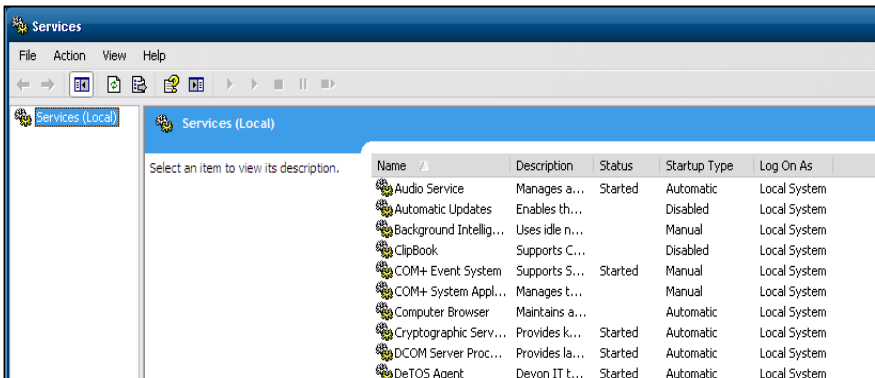 Services
File Action View Help
Services (Local)
Services (Local)
Select an item to view its description.
Name Description Status Startup Type Log On As
Audio Service Manages a... Started Automatic Local System
Automatic Updates Enables th... Disabled Local System
Background Intellig... Uses idle n... Manual Local System
ClipBook Supports C... Disabled Local System
COM+ Event System Supports S... Started Manual Local System
COM+ System Appl... Manages t... Manual Local System
Computer Browser Maintains a... Automatic Local System
Cryptographic Serv... Provides k... Started Automatic Local System
DCOM Server Proc... Provides la... Started Automatic Local System
DeTOS Agent Devon IT t... Started Automatic Local System